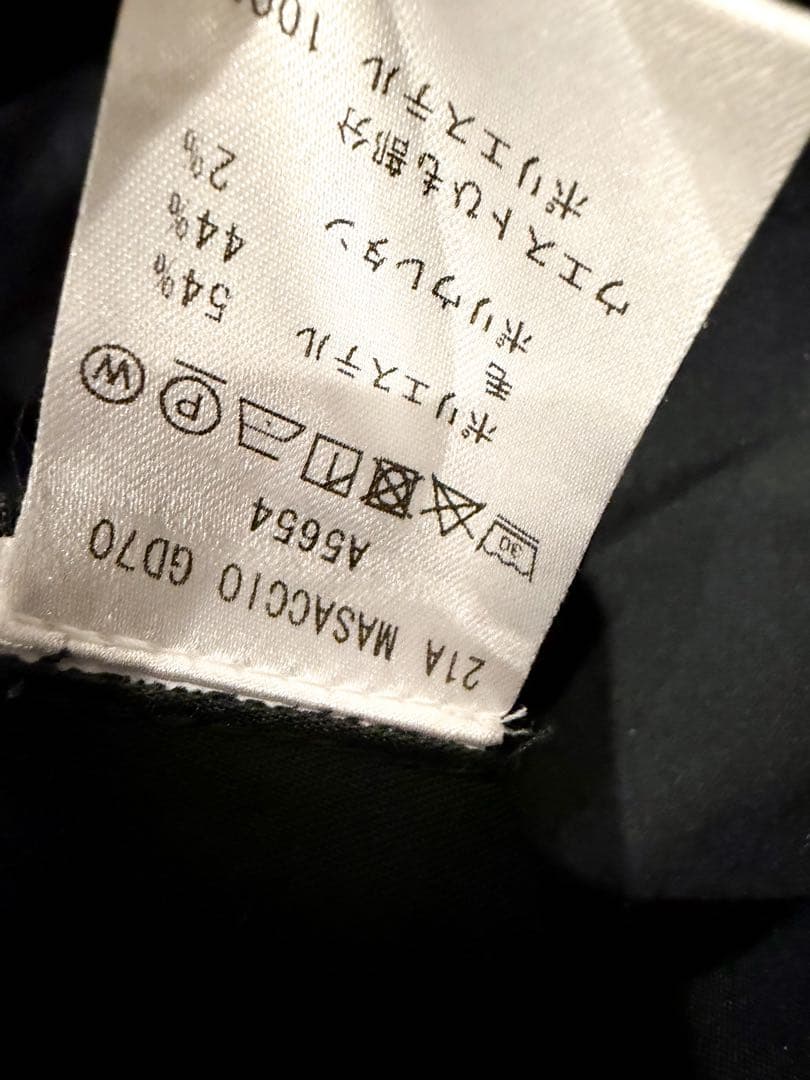 21A MASACCIO GD70
A5654
30 P W
ポリエステル 54%
毛 44%
ポリウレタン 2%
ウエストひも部分
ポリエステル 100%